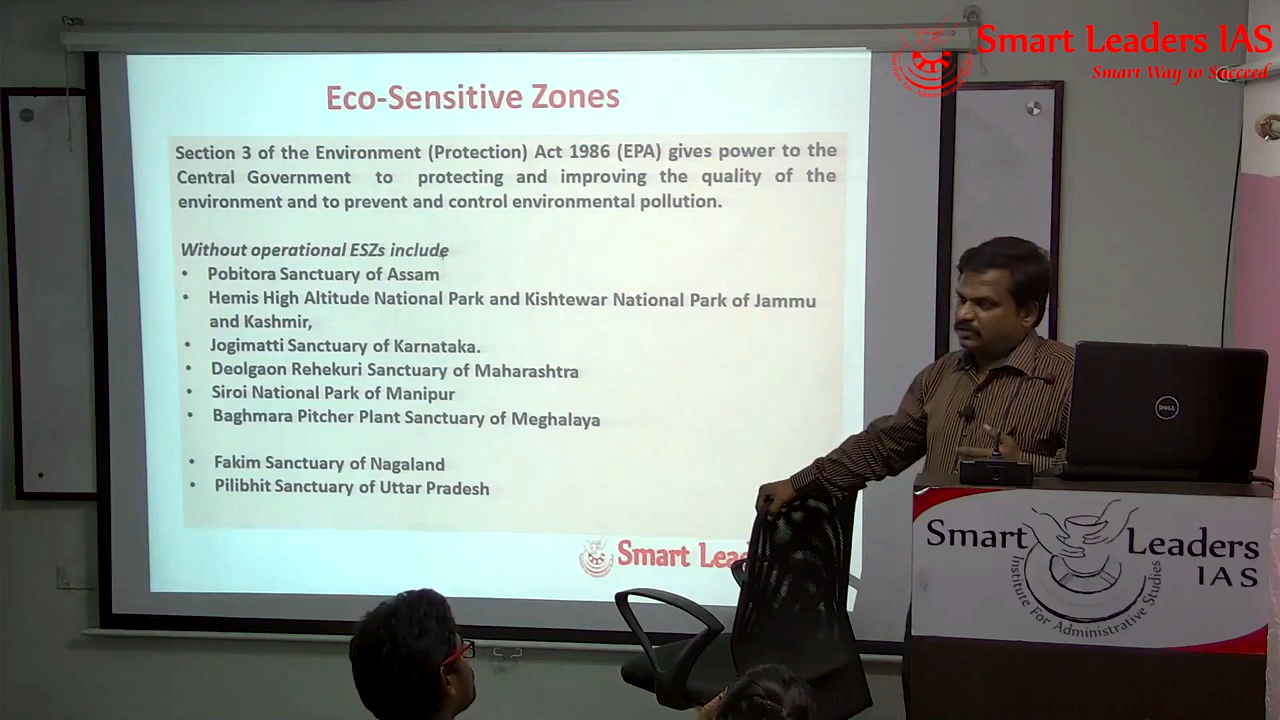 Smart Leaders IAS
Smart Way to Succeed
Eco-Sensitive Zones
Section 3 of the Environment (Protection) Act 1986 (EPA) gives power to the
Central Government to protecting and improving the quality of the
environment and to prevent and control environmental pollution.
Without operational ESZs include
• Pobitora Sanctuary of Assam
• Hemis High Altitude National Park and Kishtewar National Park of Jammu
and Kashmir,
• Jogimatti Sanctuary of Karnataka.
• Deolgaon Rehekuri Sanctuary of Maharashtra
• Siroi National Park of Manipur
• Baghmara Pitcher Plant Sanctuary of Meghalaya
• Fakim Sanctuary of Nagaland
• Pilibhit Sanctuary of Uttar Pradesh
Smart
DELL
Smart Leaders
IAS
Institute For Administrative Studies